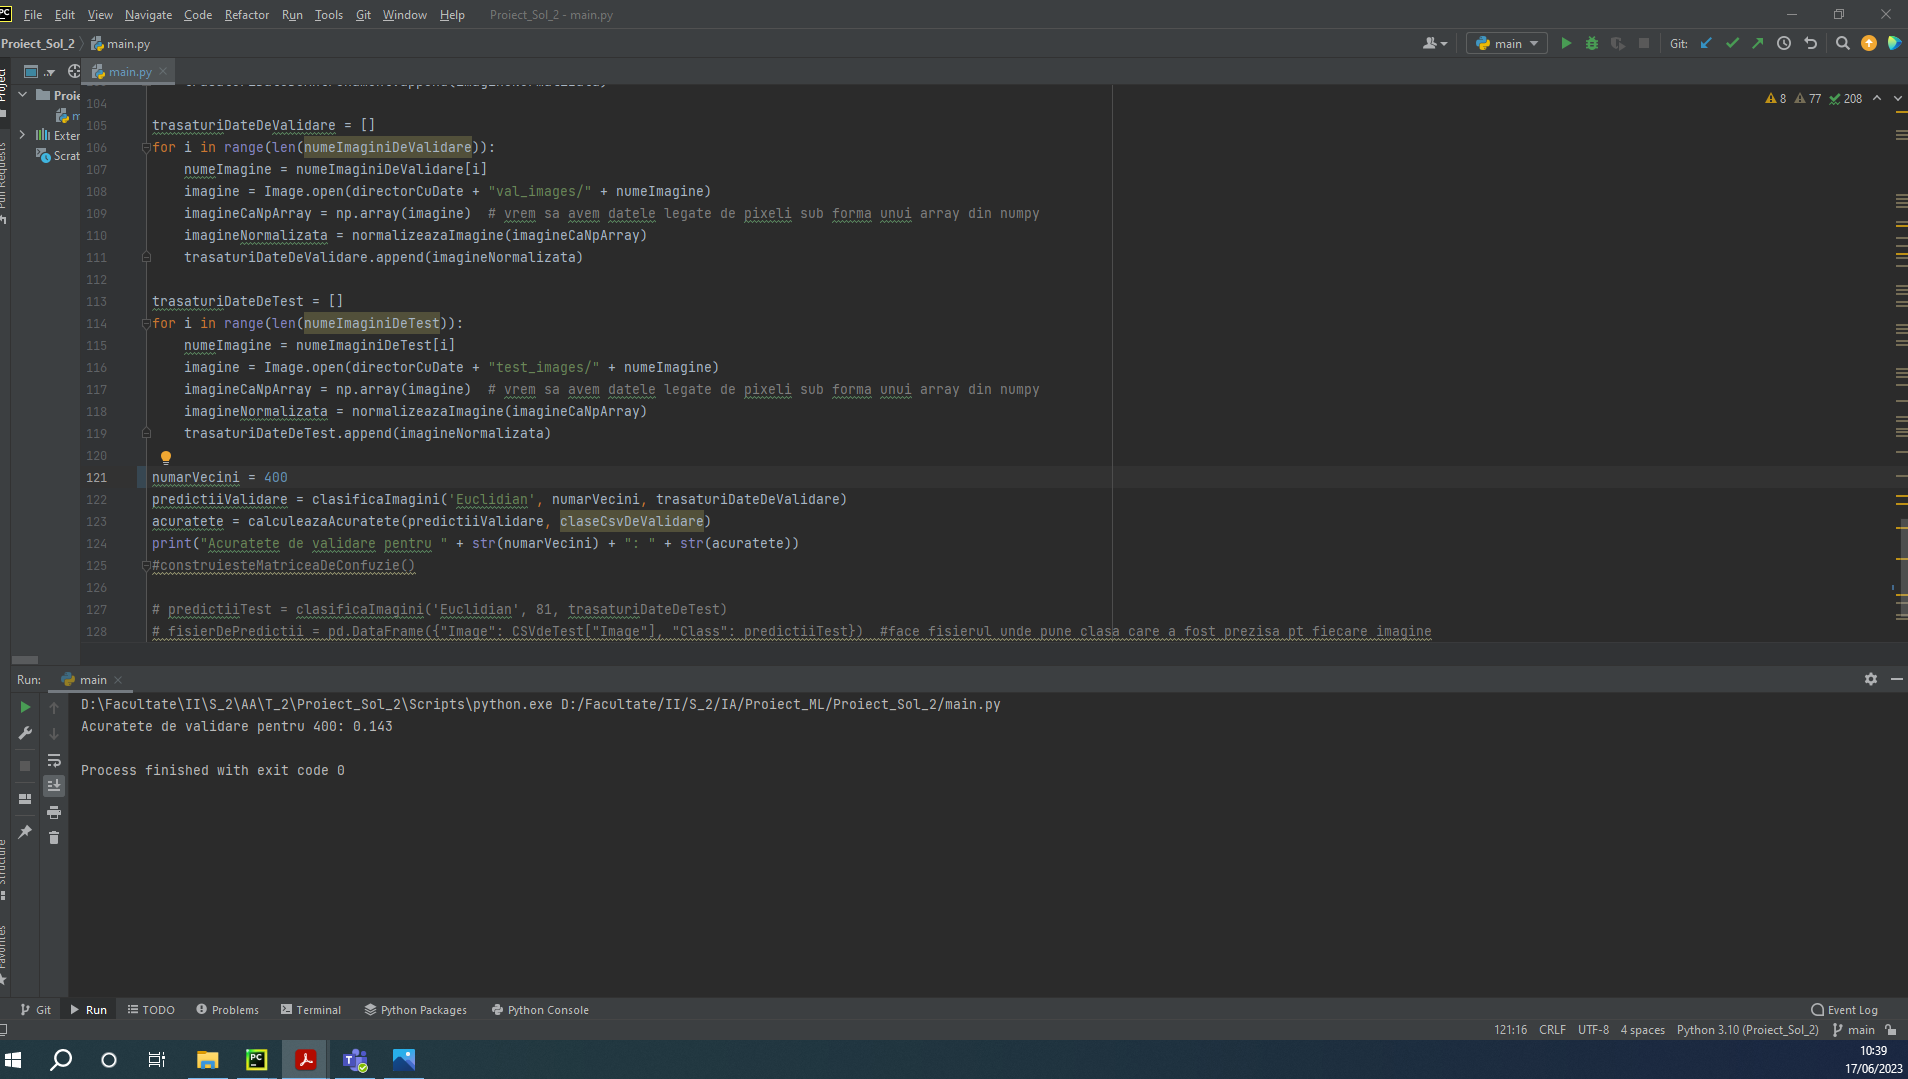 PC File Edit View Navigate Code Refactor Run Tools Git Window Help Proiect_Sol_2 - main.py
Proiect_Sol_2 main.py main Git:
main.py
Project
Proie
m
Exter
Scrat
Pull Requests
8 77 208
104
105 trasaturiDateDeValidare = []
106 for i in range(len(numeImaginiDeValidare)):
107 numeImagine = numeImaginiDeValidare[i]
108 imagine = Image.open(directorCuDate + "val_images/" + numeImagine)
109 imagineCaNpArray = np.array(imagine)  # vrem sa avem datele legate de pixeli sub forma unui array din numpy
110 imagineNormalizata = normalizeazaImagine(imagineCaNpArray)
111 trasaturiDateDeValidare.append(imagineNormalizata)
112
113 trasaturiDateDeTest = []
114 for i in range(len(numeImaginiDeTest)):
115 numeImagine = numeImaginiDeTest[i]
116 imagine = Image.open(directorCuDate + "test_images/" + numeImagine)
117 imagineCaNpArray = np.array(imagine)  # vrem sa avem datele legate de pixeli sub forma unui array din numpy
118 imagineNormalizata = normalizeazaImagine(imagineCaNpArray)
119 trasaturiDateDeTest.append(imagineNormalizata)
120
121 numarVecini = 400
122 predictiiValidare = clasificaImagini('Euclidian', numarVecini, trasaturiDateDeValidare)
123 acuratete = calculeazaAcuratete(predictiiValidare, claseCsvDeValidare)
124 print("Acuratete de validare pentru " + str(numarVecini) + ": " + str(acuratete))
125 #construiesteMatriceaDeConfuzie()
126
127 # predictiiTest = clasificaImagini('Euclidian', 81, trasaturiDateDeTest)
128 # fisierDePredictii = pd.DataFrame({"Image": CSVdeTest["Image"], "Class": predictiiTest})  #face fisierul unde pune clasa care a fost prezisa pt fiecare imagine
Run: main
D:\Facultate\II\S_2\AA\T_2\Proiect_Sol_2\Scripts\python.exe D:/Facultate/II/S_2/IA/Proiect_ML/Proiect_Sol_2/main.py
Acuratete de validare pentru 400: 0.143
Process finished with exit code 0
Structure
Favorites
Git Run TODO Problems Terminal Python Packages Python Console Event Log
121:16 CRLF UTF-8 4 spaces Python 3.10 (Proiect_Sol_2) main
PC
10:39
17/06/2023